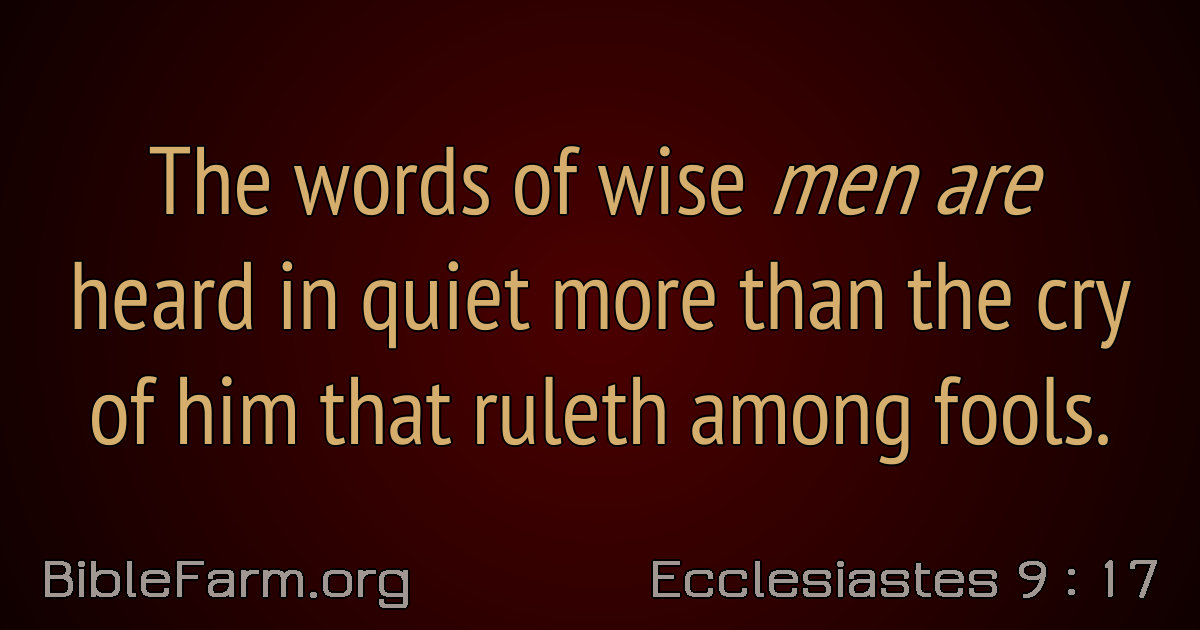 The words of wise men are
heard in quiet more than the cry
of him that ruleth among fools.
BibleFarm.org
Ecclesiastes 9 : 17